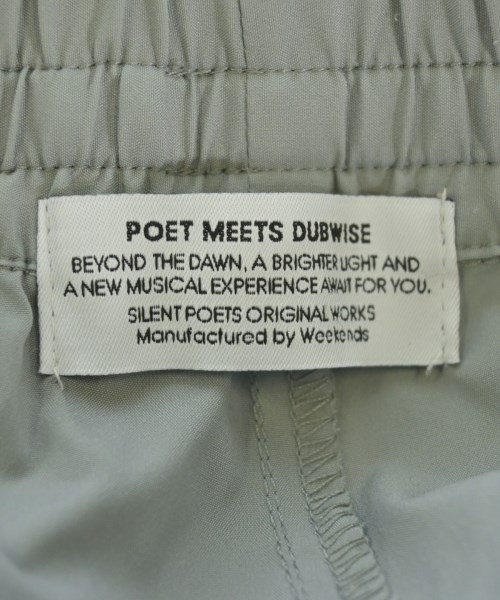 POET MEETS DUBWISE
BEYOND THE DAWN, A BRIGHTER LIGHT AND
A NEW MUSICAL EXPERIENCE AWAIT FOR YOU.
SILENT POETS ORIGINAL WORKS
Manufactured by Weekends